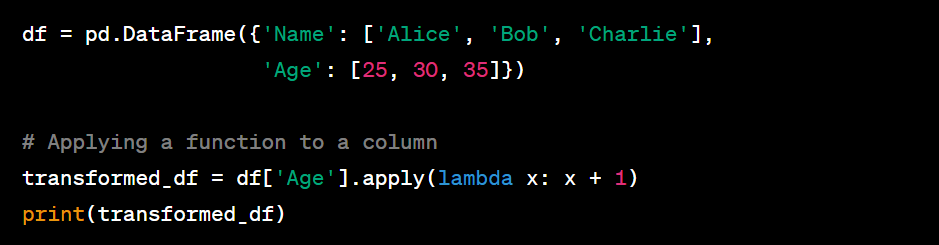 df = pd.DataFrame({'Name': ['Alice', 'Bob', 'Charlie'],
                   'Age': [25, 30, 35]})

# Applying a function to a column
transformed_df = df['Age'].apply(lambda x: x + 1)
print(transformed_df)